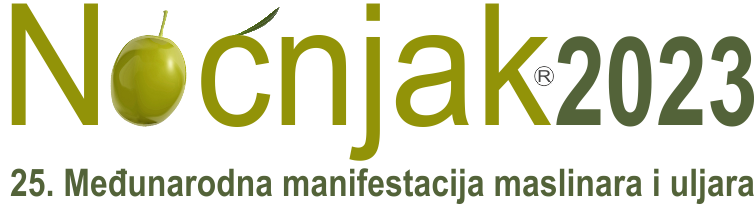 Noćnjak® 2023
25. Međunarodna manifestacija maslinara i uljara